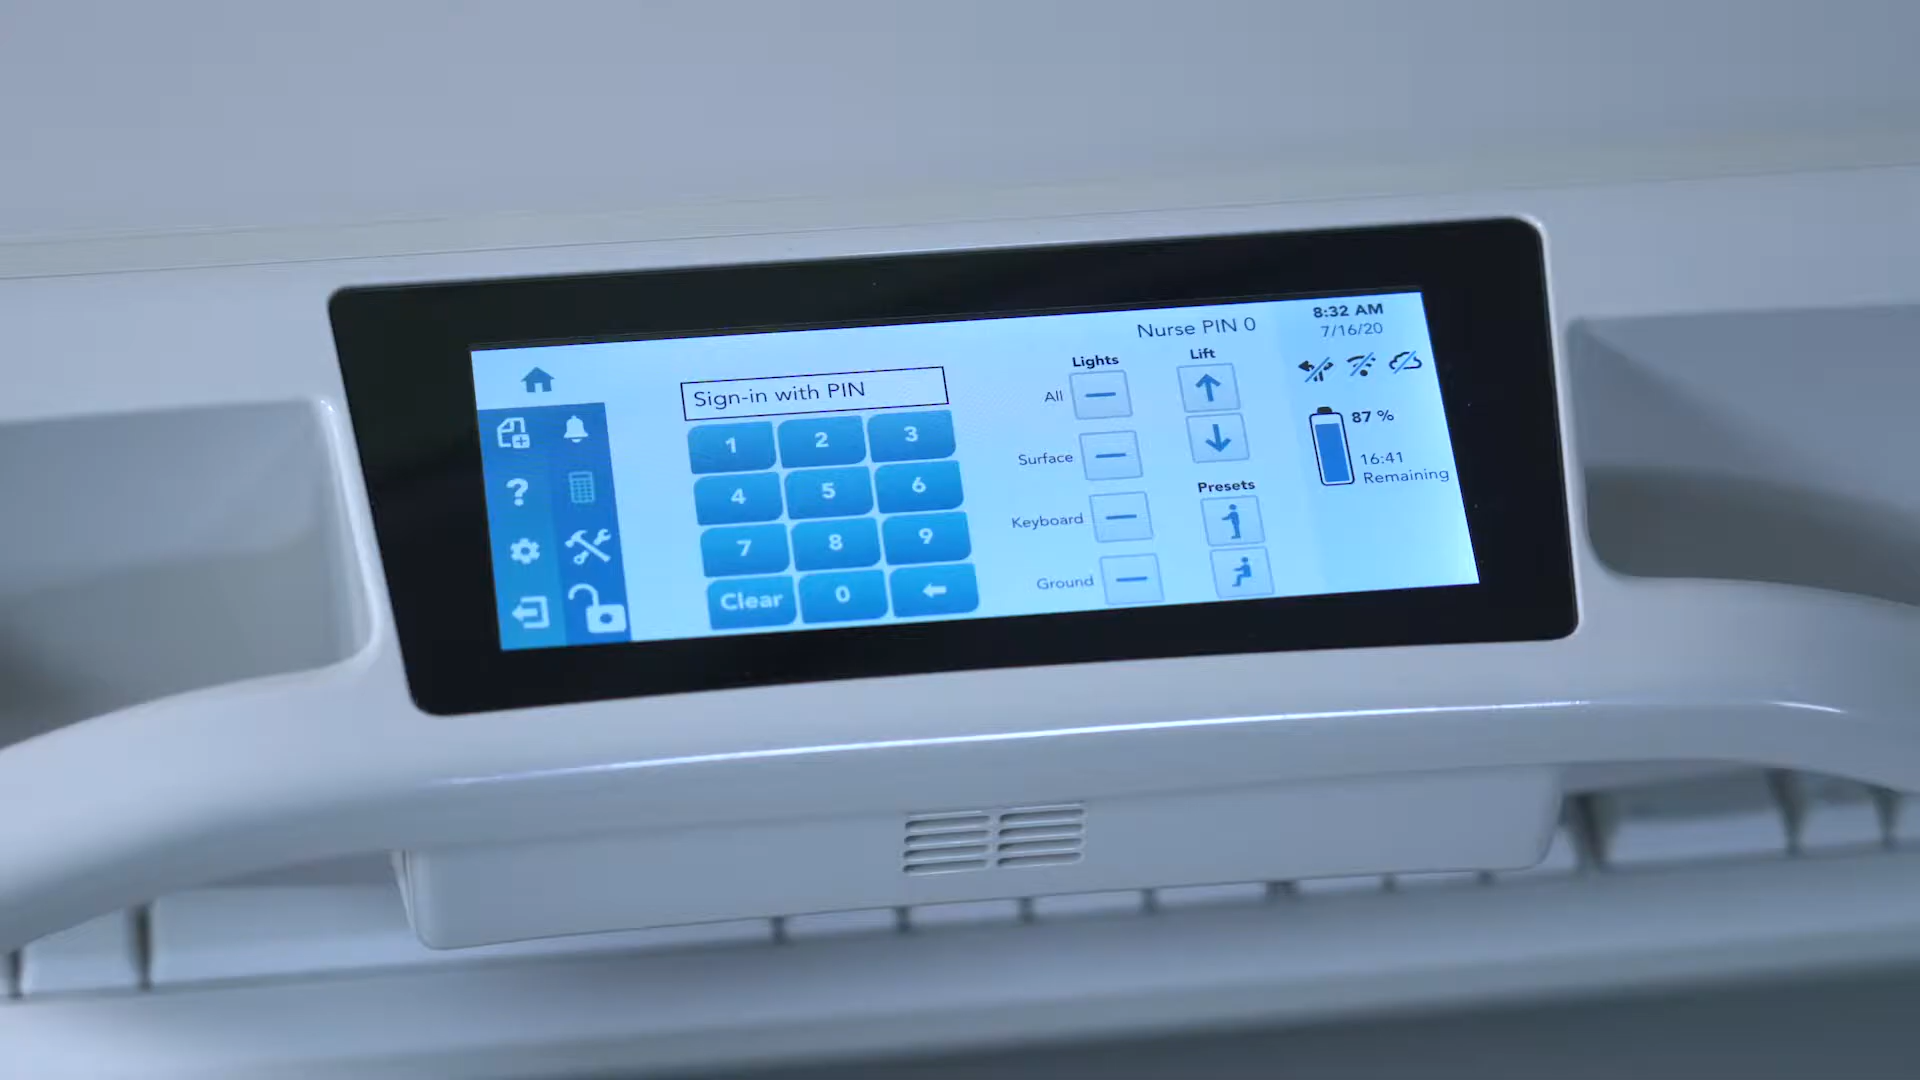 Nurse PIN 0
8:32 AM
7/16/20
Sign-in with PIN
1 2 3
4 5 6
7 8 9
Clear 0
Lights
All
Surface
Keyboard
Ground
Lift
Presets
87 %
16:41
Remaining
?